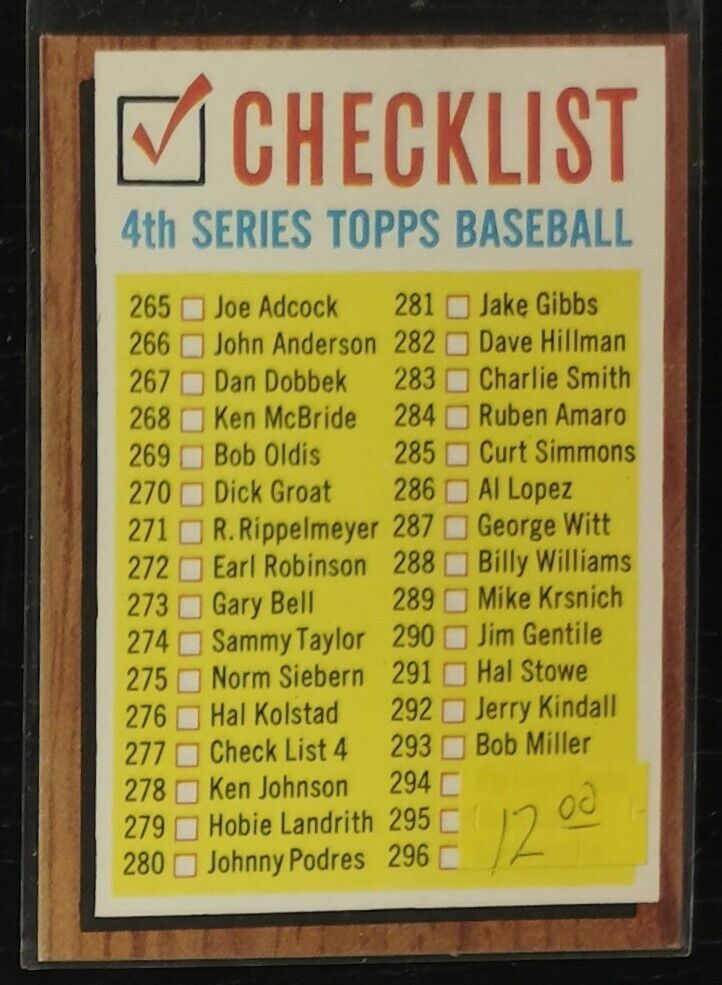 CHECKLIST
4th SERIES TOPPS BASEBALL
265 Joe Adcock
266 John Anderson
267 Dan Dobbek
268 Ken McBride
269 Bob Oldis
270 Dick Groat
271 R. Rippelmeyer
272 Earl Robinson
273 Gary Bell
274 Sammy Taylor
275 Norm Siebern
276 Hal Kolstad
277 Check List 4
278 Ken Johnson
279 Hobie Landrith
280 Johnny Podres
281 Jake Gibbs
282 Dave Hillman
283 Charlie Smith
284 Ruben Amaro
285 Curt Simmons
286 Al Lopez
287 George Witt
288 Billy Williams
289 Mike Krsnich
290 Jim Gentile
291 Hal Stowe
292 Jerry Kindall
293 Bob Miller
294
295
296
12 00